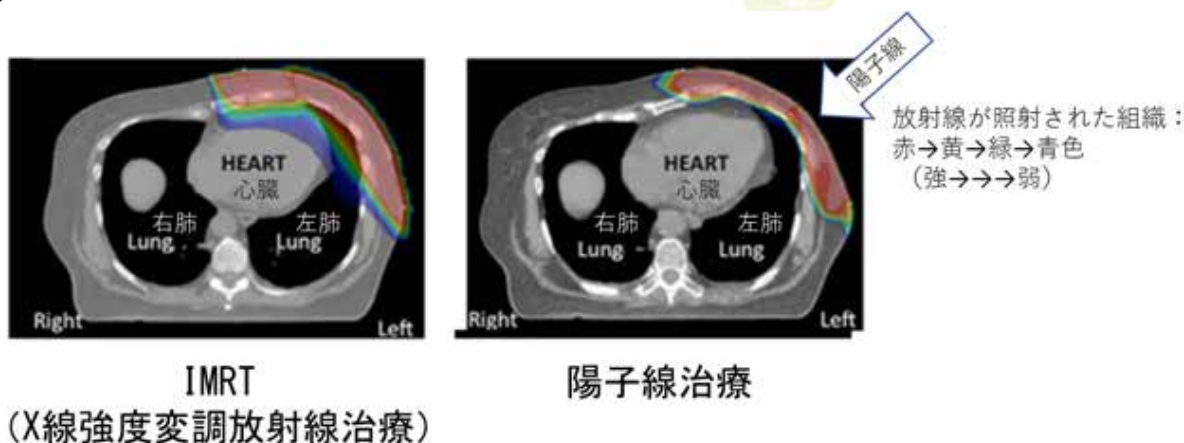 HEART
心臓
右肺
Lung
左肺
Lung
Right
Left
IMRT
(X線強度変調放射線治療)
HEART
心臓
右肺
Lung
左肺
Lung
Right
Left
陽子線治療
陽子線
放射線が照射された組織：
赤→黄→緑→青色
（強→→→弱）